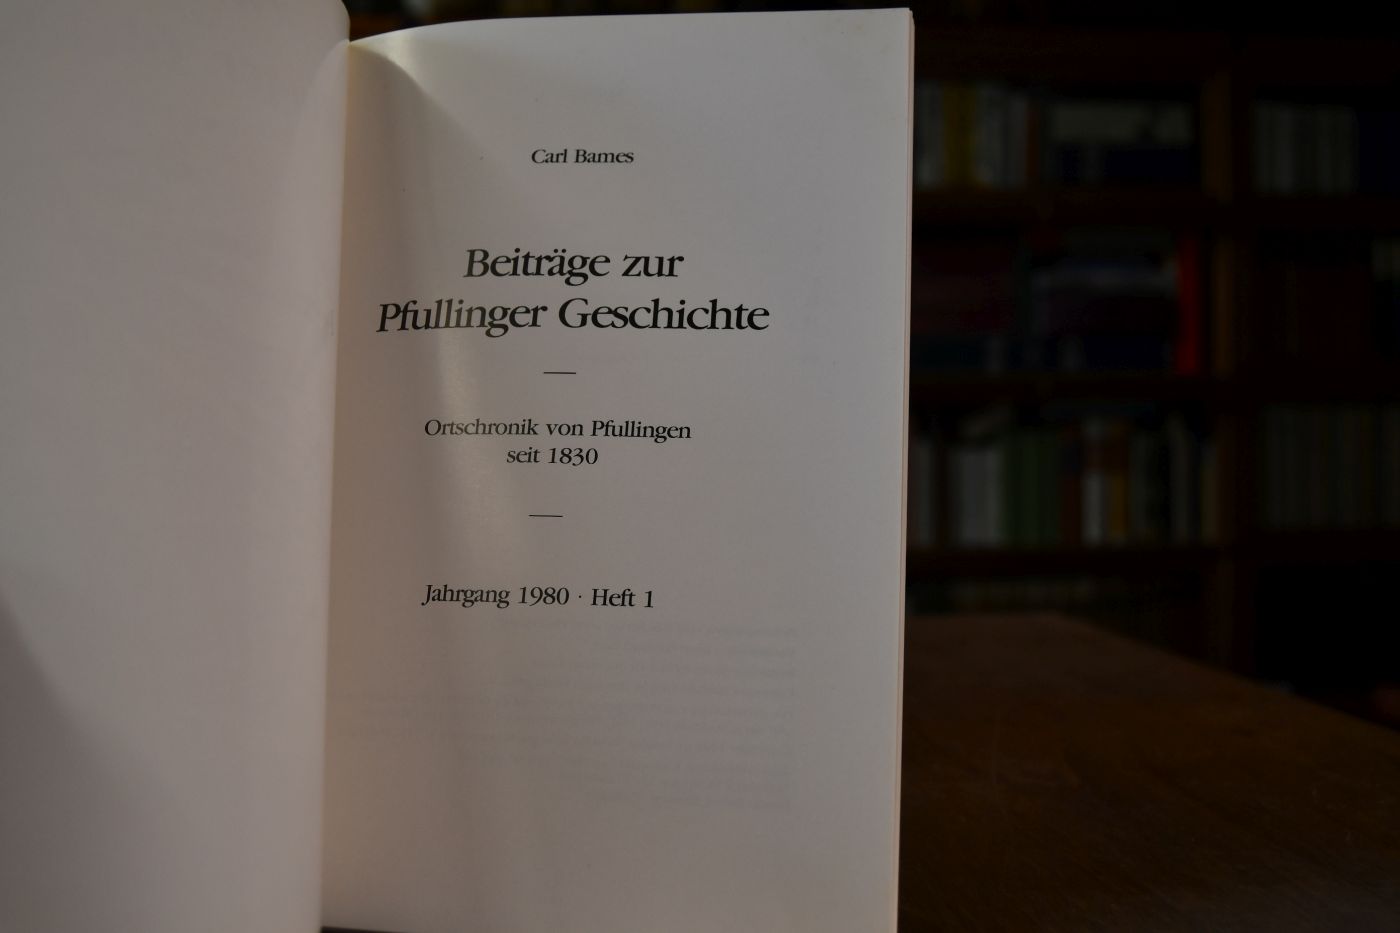 Carl Bames
Beiträge zur
Pfullinger Geschichte
Ortschronik von Pfullingen
seit 1830
Jahrgang 1980 · Heft 1